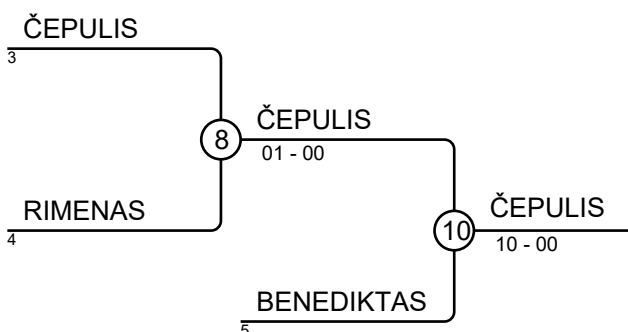 ČEPULIS
3
8
ČEPULIS
01 - 00
RIMENAS
4
10
ČEPULIS
10 - 00
BENEDIKTAS
5